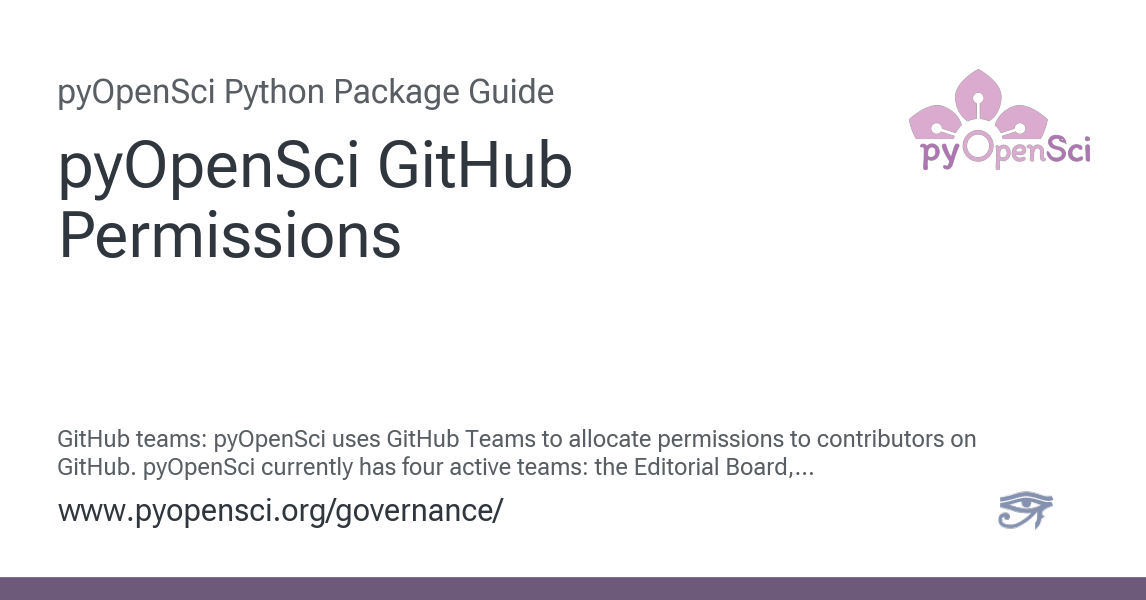 pyOpenSci Python Package Guide
pyOpenSci GitHub
Permissions
pyOpenSci
GitHub teams: pyOpenSci uses GitHub Teams to allocate permissions to contributors on
GitHub. pyOpenSci currently has four active teams: the Editorial Board,...
www.pyopensci.org/governance/